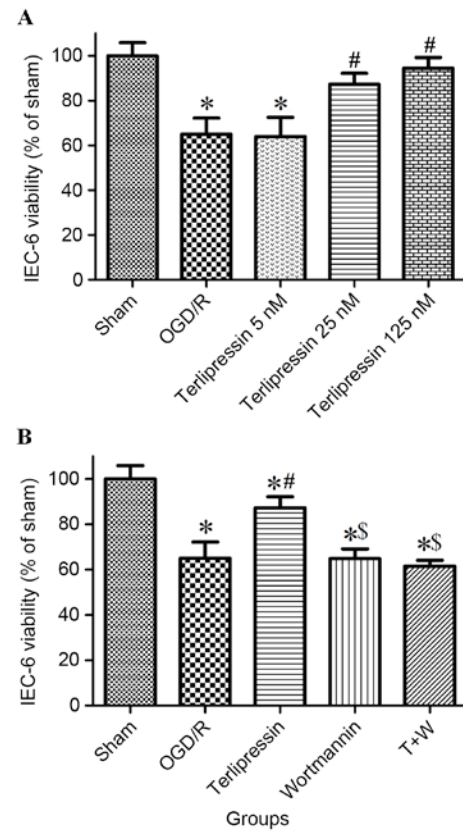 A
IEC-6 viability (% of sham)
100
80
60
40
20
0
*
*
#
#
Sham
OGD/R
Terlipressin 5 nM
Terlipressin 25 nM
Terlipressin 125 nM
B
IEC-6 viability (% of sham)
100
80
60
40
20
0
*
*#
*$
*$
Sham
OGD/R
Terlipressin
Wortmannin
T+W
Groups